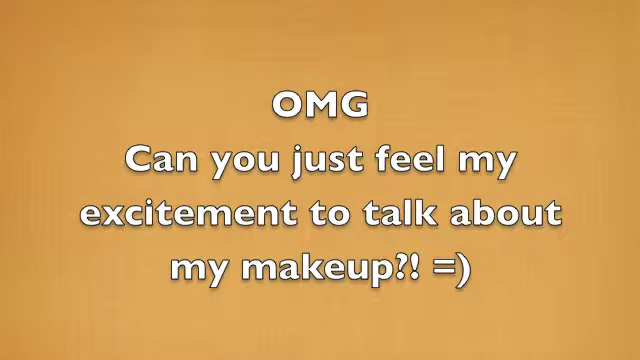 OMG
Can you just feel my
excitement to talk about
my makeup?! =)